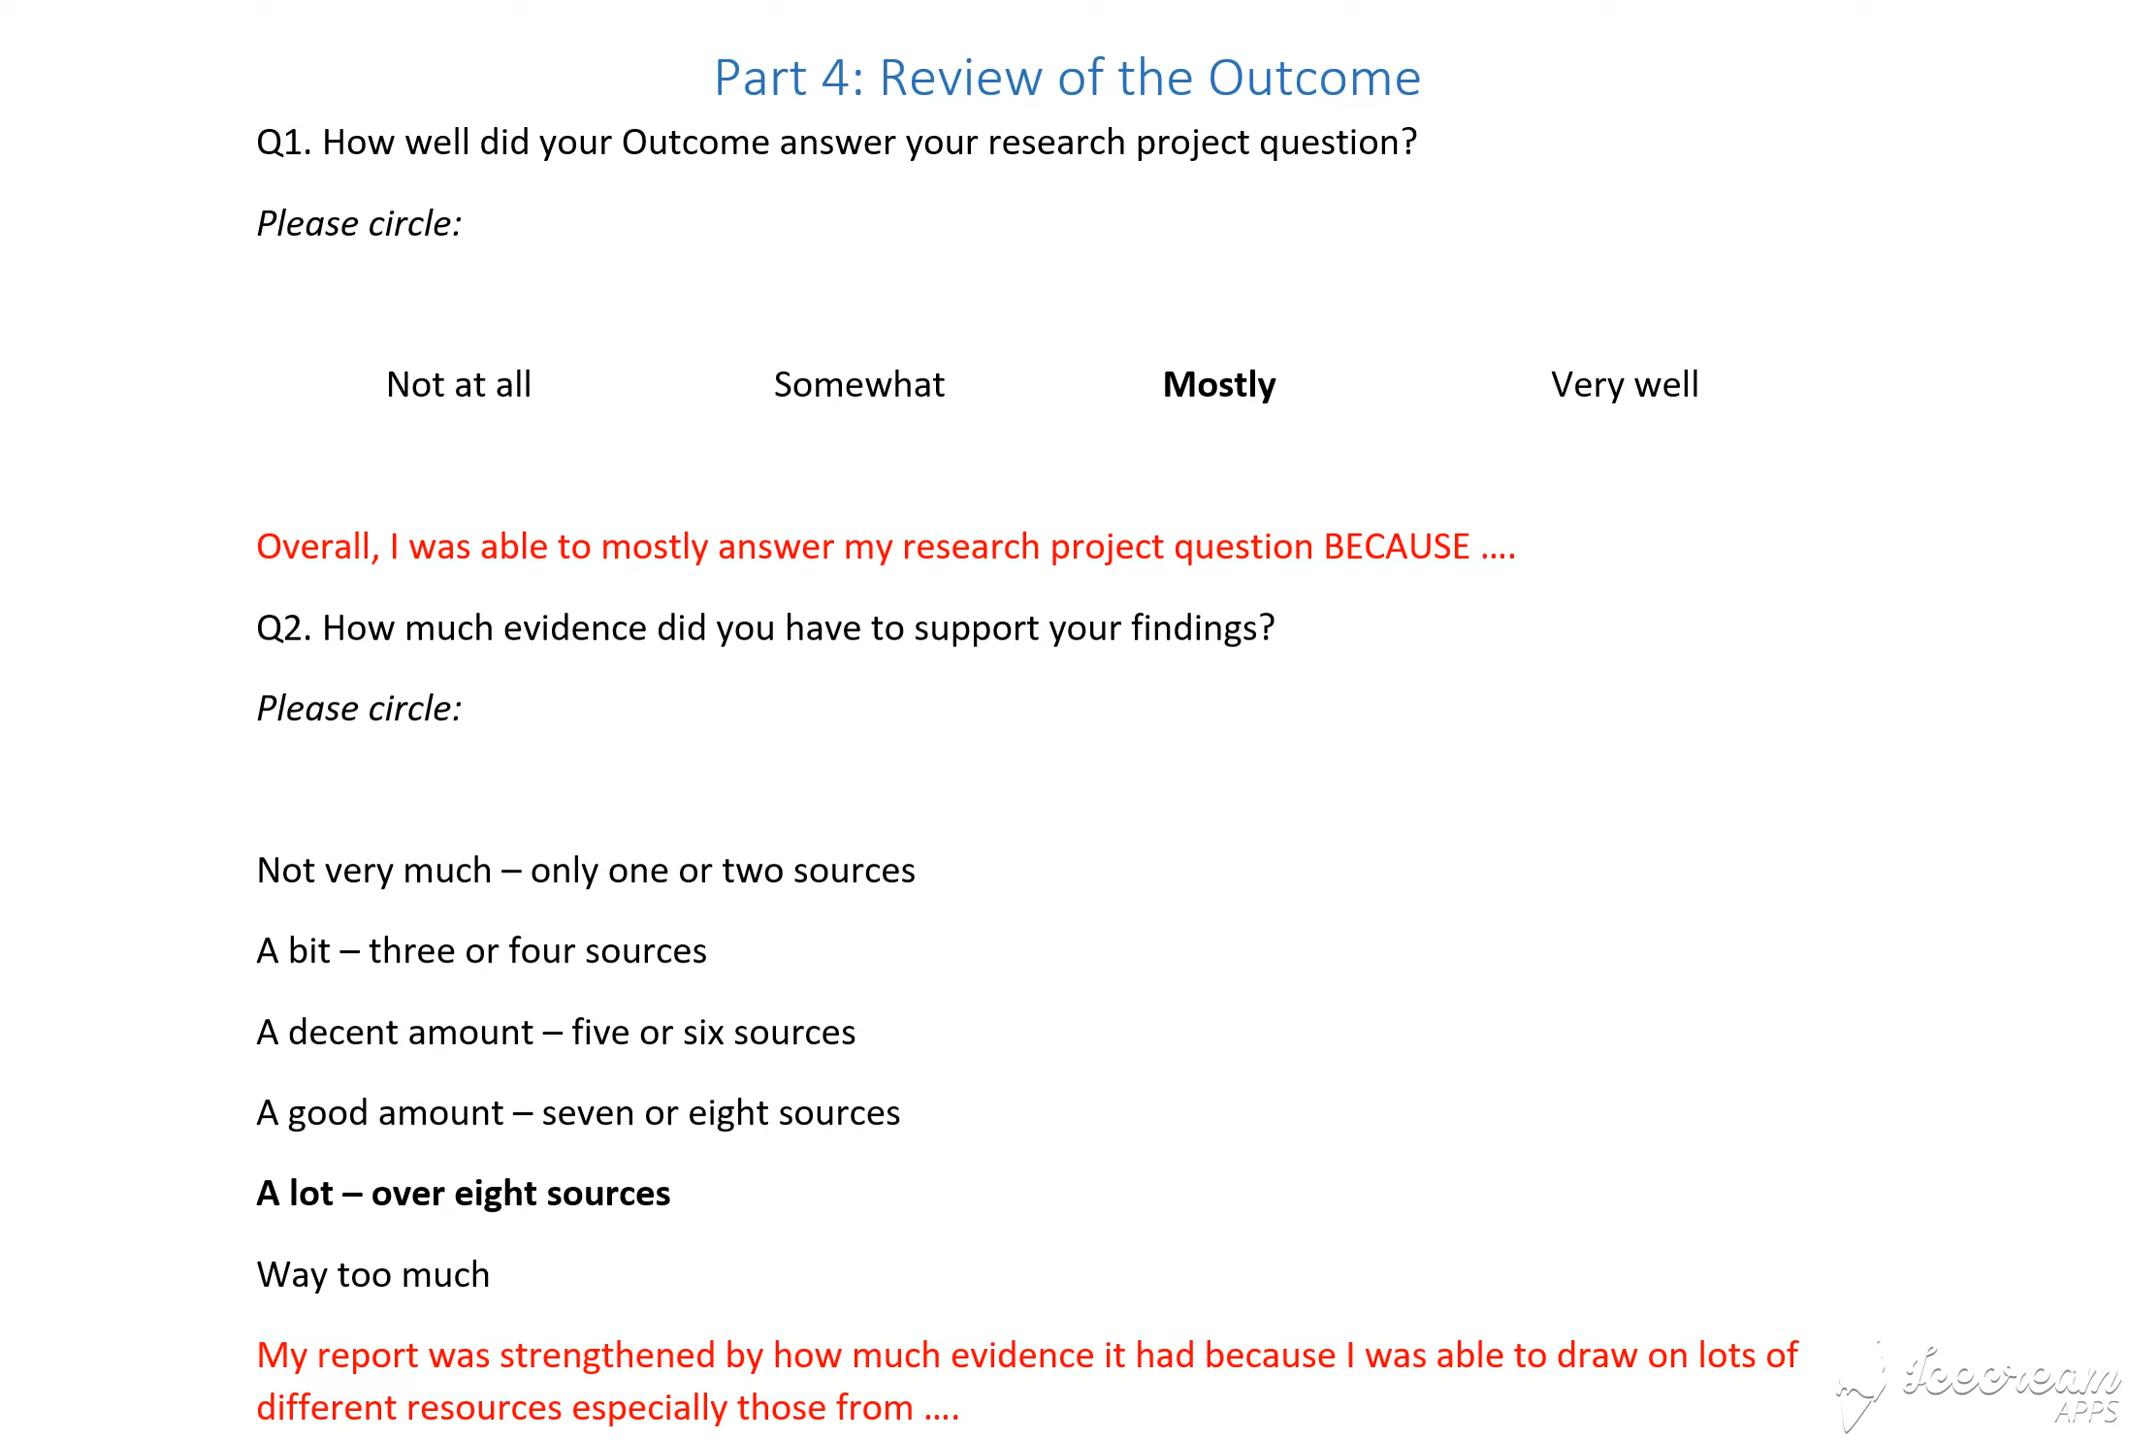 Part 4: Review of the Outcome
Q1. How well did your Outcome answer your research project question?
Please circle:
Not at all Somewhat Mostly Very well
Overall, I was able to mostly answer my research project question BECAUSE ….
Q2. How much evidence did you have to support your findings?
Please circle:
Not very much – only one or two sources
A bit – three or four sources
A decent amount – five or six sources
A good amount – seven or eight sources
A lot – over eight sources
Way too much
My report was strengthened by how much evidence it had because I was able to draw on lots of
different resources especially those from ….
Icecream
APPS